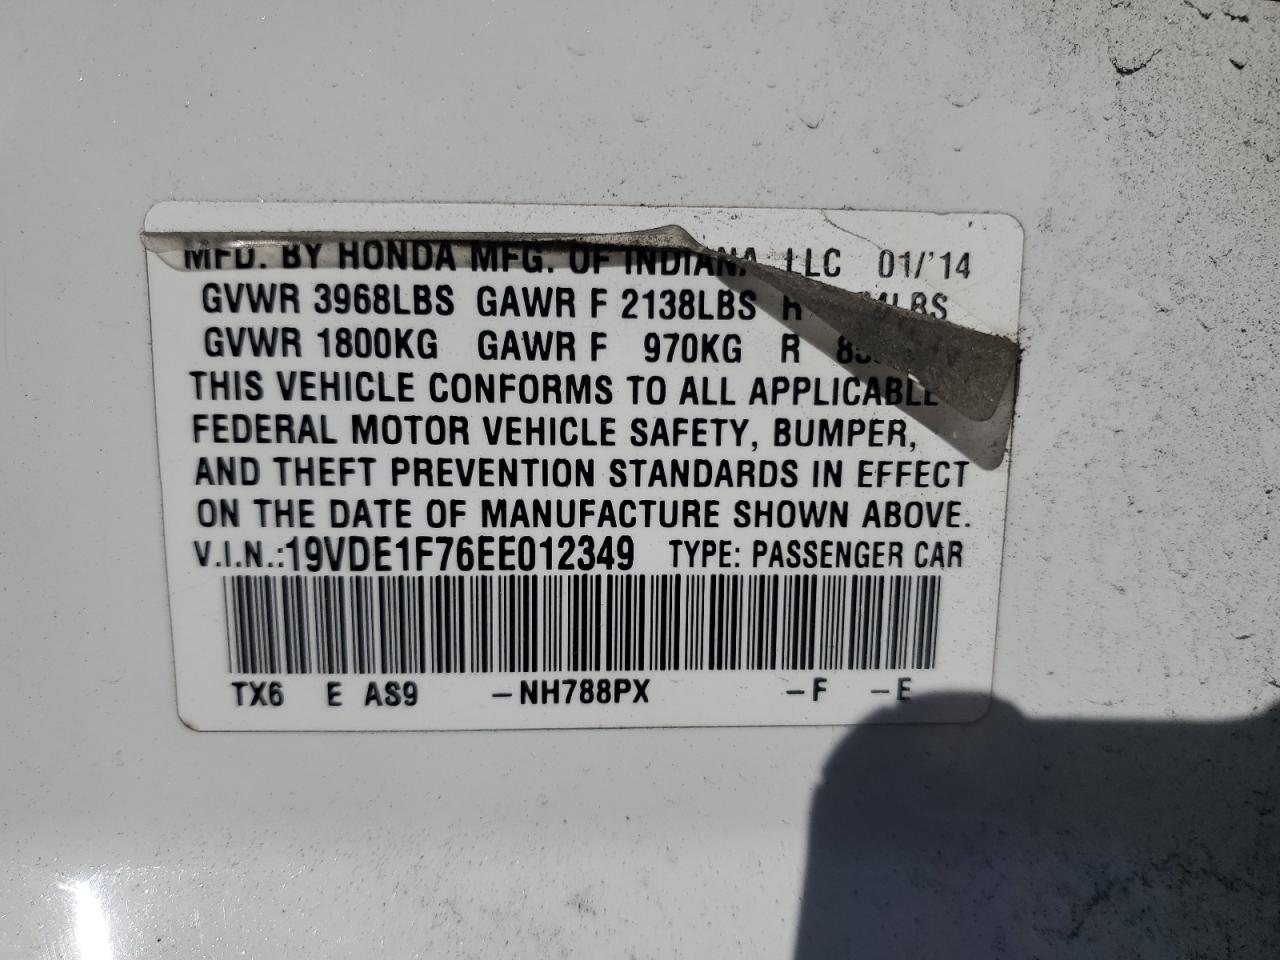 MFD. BY HONDA MFG. OF INDIANA LLC 01/'14
GVWR 3968LBS GAWR F 2138LBS
GVWR 1800KG GAWR F 970KG R
THIS VEHICLE CONFORMS TO ALL APPLICABLE
FEDERAL MOTOR VEHICLE SAFETY, BUMPER,
AND THEFT PREVENTION STANDARDS IN EFFECT
ON THE DATE OF MANUFACTURE SHOWN ABOVE.
V.I.N.:19VDE1F76EE012349 TYPE: PASSENGER CAR
TX6 E AS9 –NH788PX –F –E